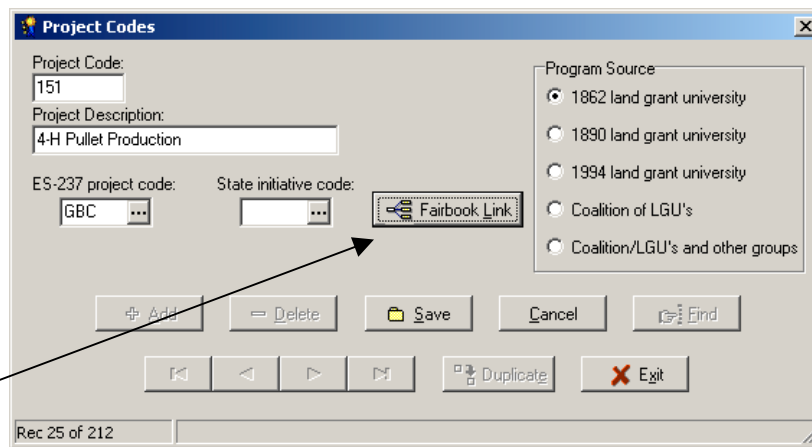 Project Codes
Project Code:
151
Project Description:
4-H Pullet Production
ES-237 project code:
GBC ...
State initiative code:
...
Fairbook Link
Program Source
1862 land grant university
1890 land grant university
1994 land grant university
Coalition of LGU's
Coalition/LGU's and other groups
Add Delete Save Cancel Find
Duplicate Exit
Rec 25 of 212